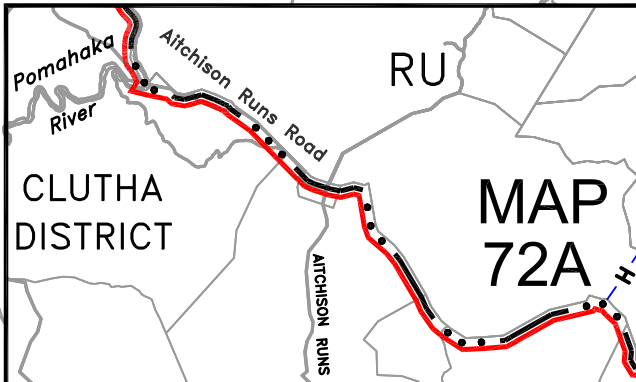 Pomahaka
River
Aitchison Runs Road
RU
CLUTHA
DISTRICT
MAP
72A
H
AITCHISON RUNS